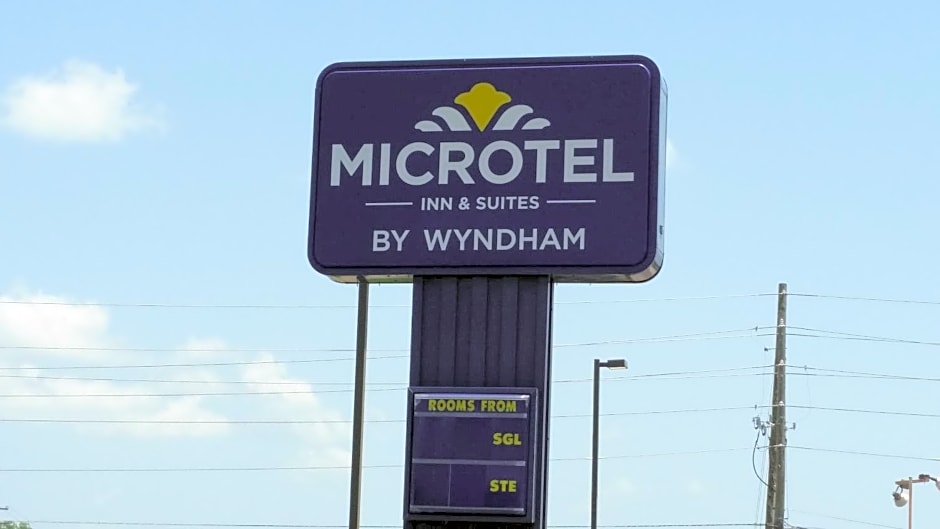 MICROTEL
INN & SUITES
BY WYNDHAM
ROOMS FROM
SGL
STE